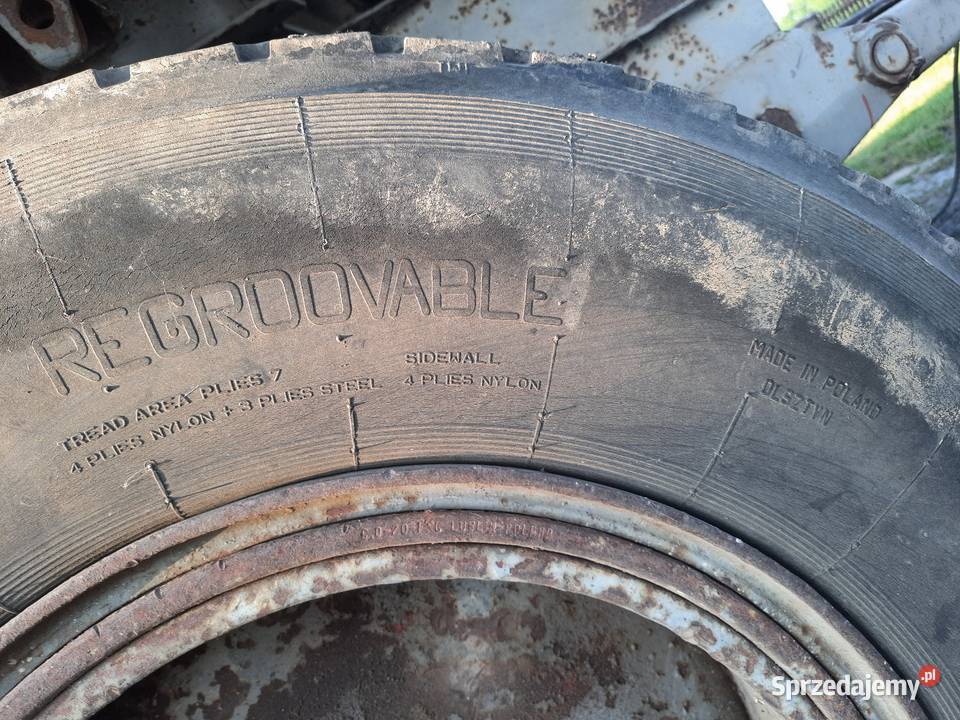 REGROOVABLE
TREAD AREA PLIES 7
4 PLIES NYLON + 3 PLIES STEEL
SIDEWALL
4 PLIES NYLON
MADE IN POLAND
OLSZTYN
Sprzedajemy.pl